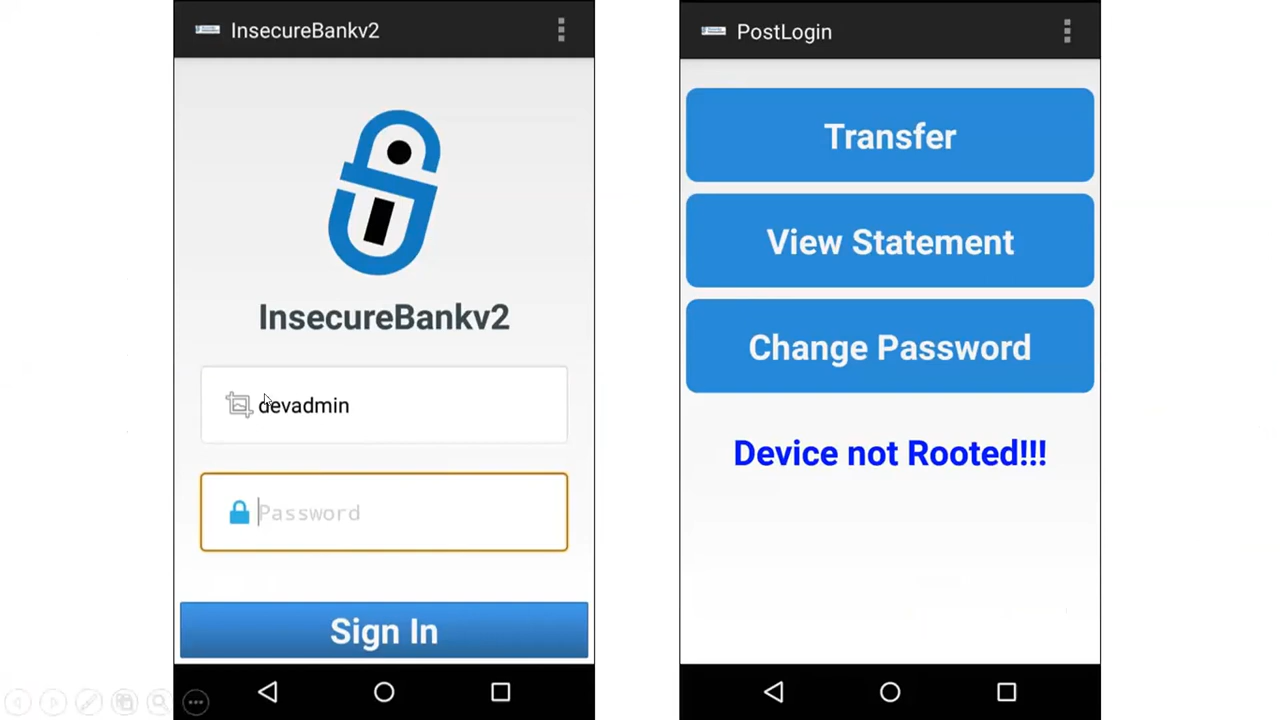 InsecureBankv2
InsecureBankv2
devadmin
Password
Sign In
PostLogin
Transfer
View Statement
Change Password
Device not Rooted!!!